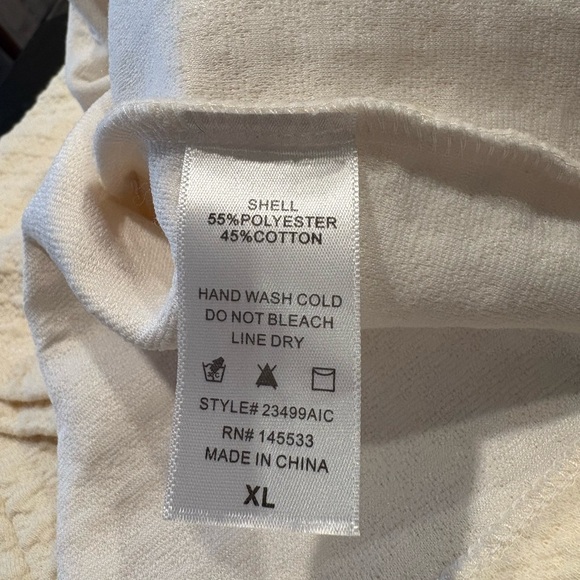 SHELL
55%POLYESTER
45%COTTON
HAND WASH COLD
DO NOT BLEACH
LINE DRY
STYLE# 23499AIC
RN# 145533
MADE IN CHINA
XL